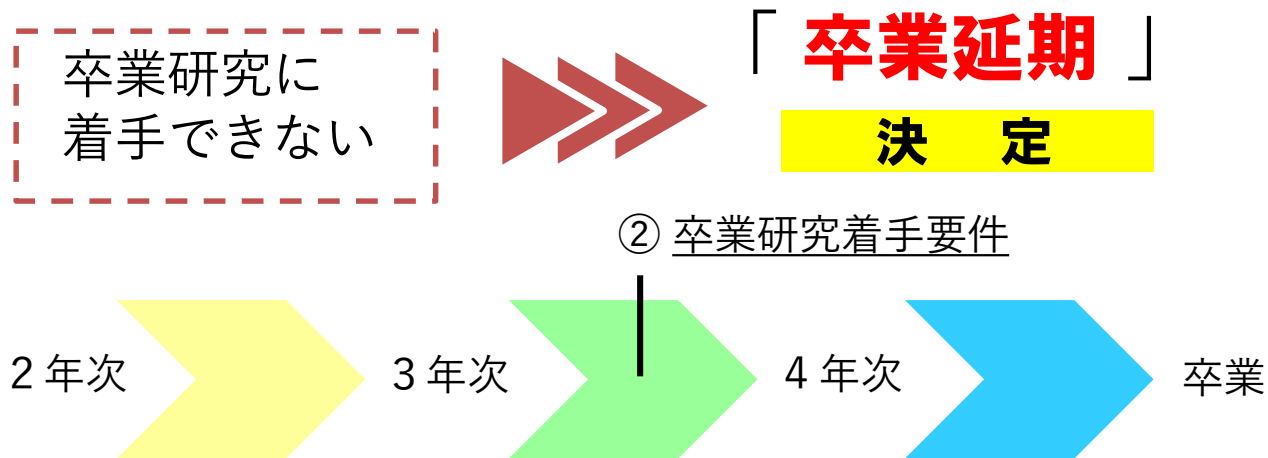 卒業研究に
着手できない
「 卒業延期 」
決 定
② 卒業研究着手要件
2 年次
3 年次
4 年次
卒業